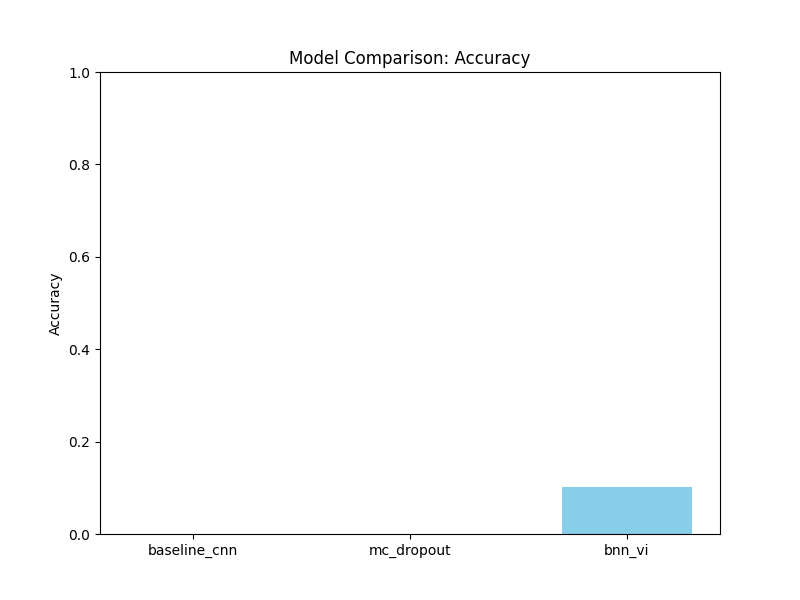 Model Comparison: Accuracy
1.0
0.8
0.6
0.4
0.2
0.0
Accuracy
baseline_cnn
mc_dropout
bnn_vi